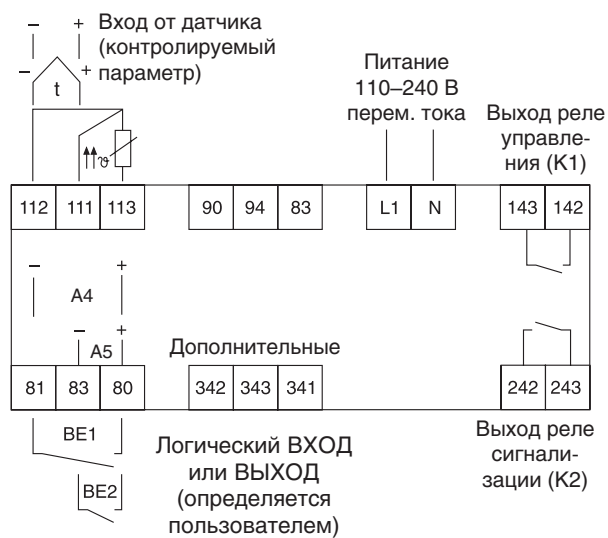 – + Вход от датчика
(контролируемый
– + параметр)
t
Питание
110–240 В
перем. тока
Выход реле
управле-
ния (K1)
ϑ
112 111 113 90 94 83 L1 N 143 142
– +
A4
– +
A5
Дополнительные
81 83 80 342 343 341 242 243
BE1
BE2
Логический ВХОД
или ВЫХОД
(определяется
пользователем)
Выход реле
сигнали-
зации (K2)